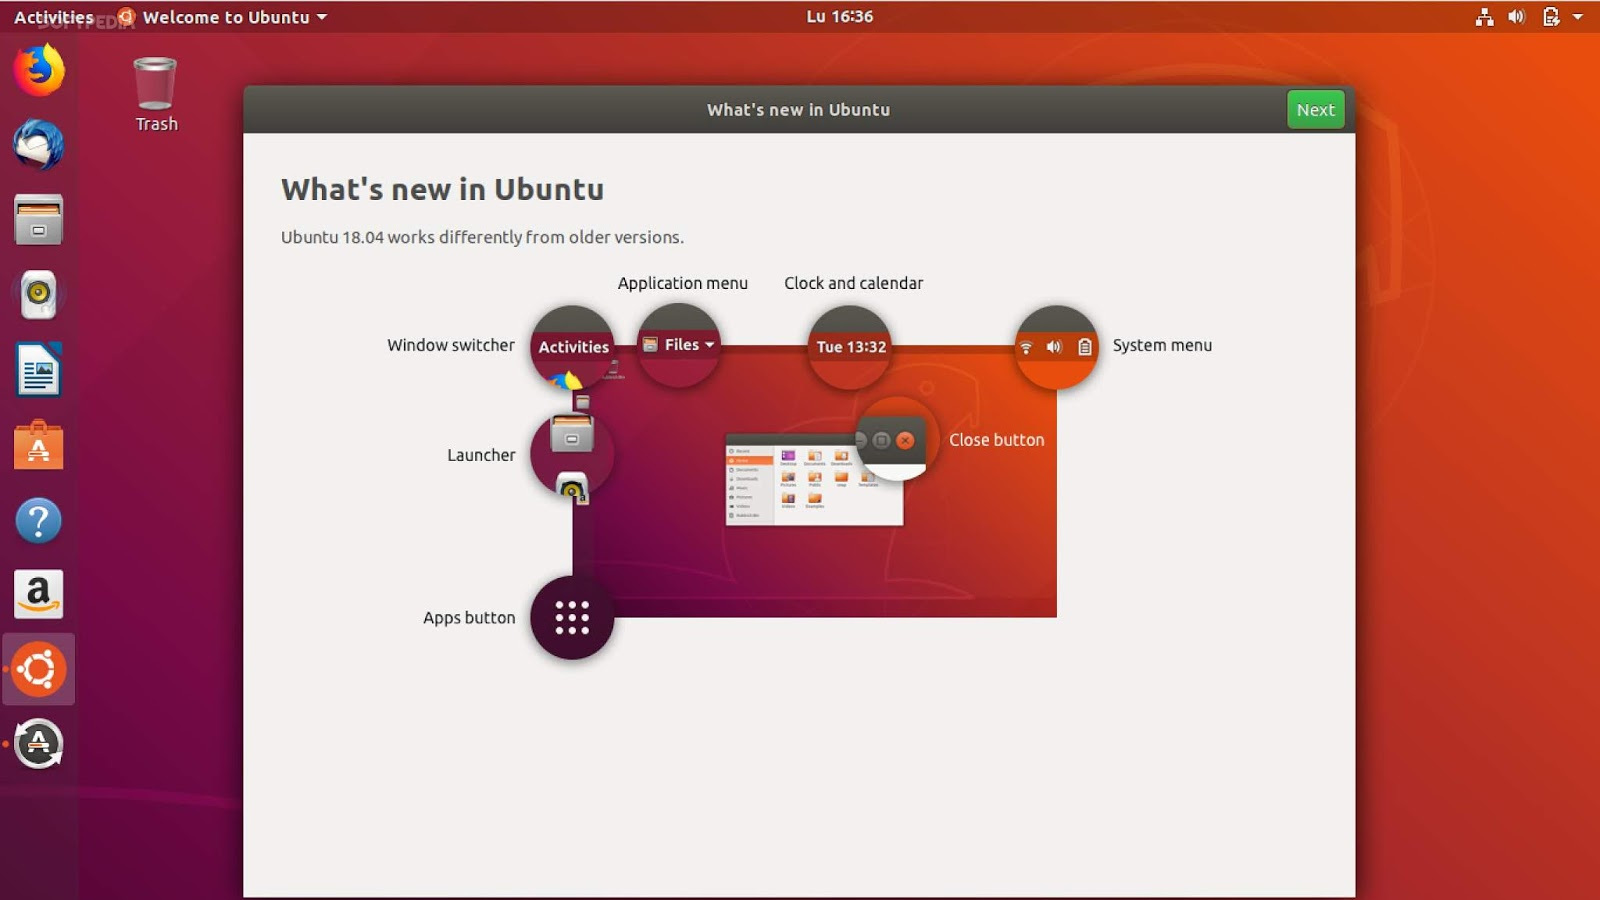 Activities
SOFTPEDIA
Welcome to Ubuntu
Lu 16:36
Trash
What's new in Ubuntu
Next
What's new in Ubuntu
Ubuntu 18.04 works differently from older versions.
Application menu
Clock and calendar
Window switcher
Activities
Files
Tue 13:32
System menu
Launcher
Close button
Apps button